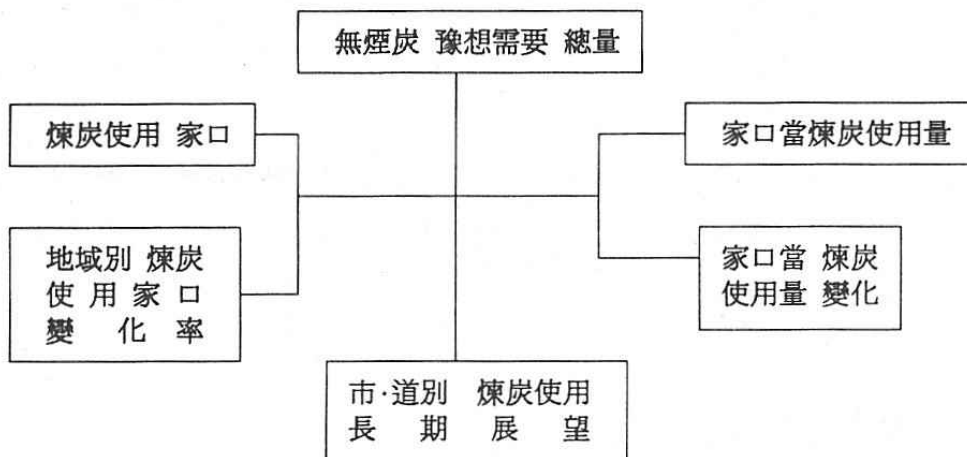 無煙炭 豫想需要 總量
煉炭使用 家口
家口當煉炭使用量
地域別 煉炭
使 用 家 口
變 化 率
家口當 煉炭
使用量 變化
市·道別 煉炭使用
長 期 展 望